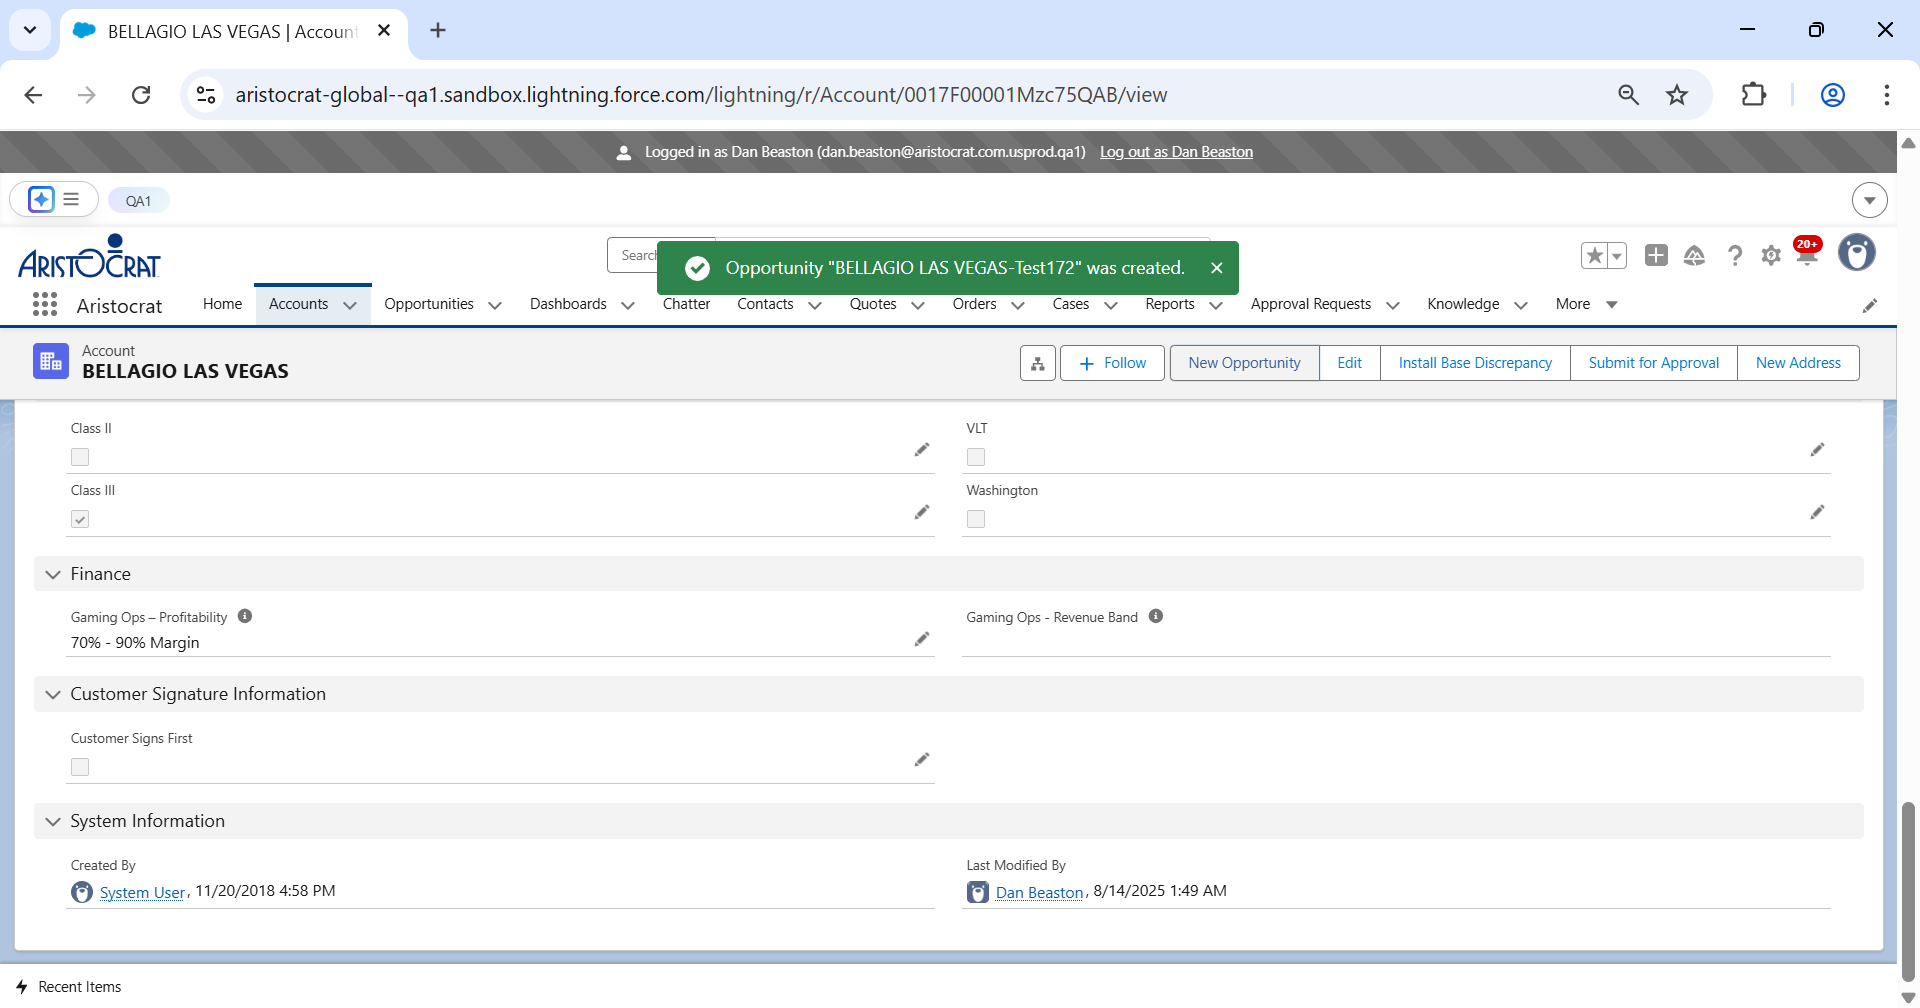 BELLAGIO LAS VEGAS | Account
aristocrat-global--qa1.sandbox.lightning.force.com/lightning/r/Account/0017F00001Mzc75QAB/view
Logged in as Dan Beaston (dan.beaston@aristocrat.com.usprod.qa1) Log out as Dan Beaston
QA1
ARISTOCRAT
Search
Opportunity "BELLAGIO LAS VEGAS-Test172" was created.
20+
Aristocrat Home Accounts Opportunities Dashboards Chatter Contacts Quotes Orders Cases Reports Approval Requests Knowledge More
Account
BELLAGIO LAS VEGAS
Follow New Opportunity Edit Install Base Discrepancy Submit for Approval New Address
Class II VLT
Class III Washington
Finance
Gaming Ops – Profitability Gaming Ops - Revenue Band
70% - 90% Margin
Customer Signature Information
Customer Signs First
System Information
Created By Last Modified By
System User, 11/20/2018 4:58 PM Dan Beaston, 8/14/2025 1:49 AM
Recent Items